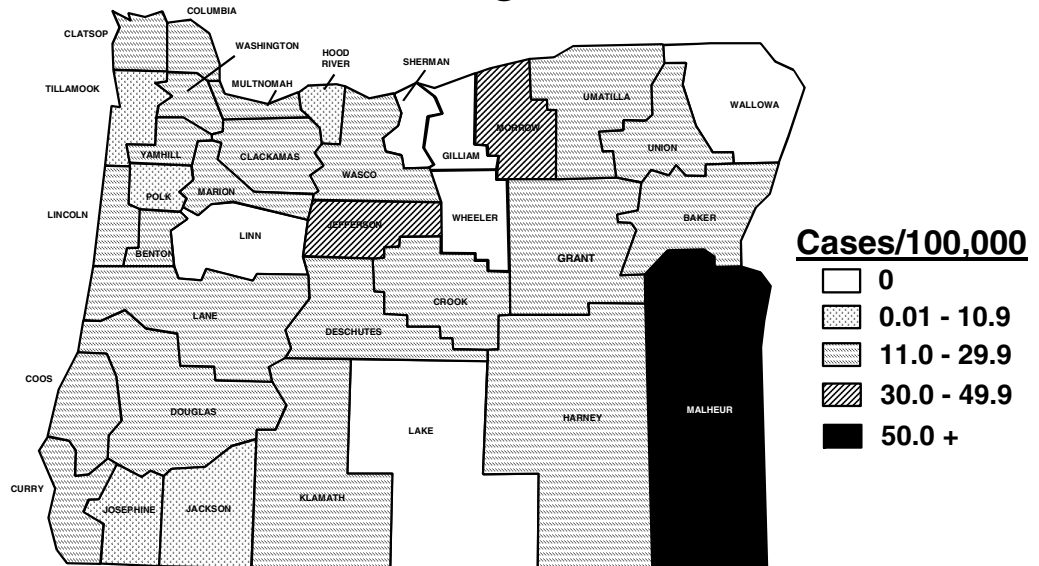 COLUMBIA
CLATSOP
WASHINGTON
HOOD
RIVER
SHERMAN
TILLAMOOK
MULTNOMAH
UMATILLA
WALLOWA
MORROW
UNION
YAMHILL
CLACKAMAS
GILLIAM
WASCO
POLK
MARION
LINCOLN
JEFFERSON
WHEELER
BAKER
LINN
BENTON
GRANT
CROOK
LANE
DESCHUTES
COOS
DOUGLAS
LAKE
HARNEY
MALHEUR
CURRY
JOSEPHINE
JACKSON
KLAMATH
Cases/100,000
0
0.01 - 10.9
11.0 - 29.9
30.0 - 49.9
50.0 +